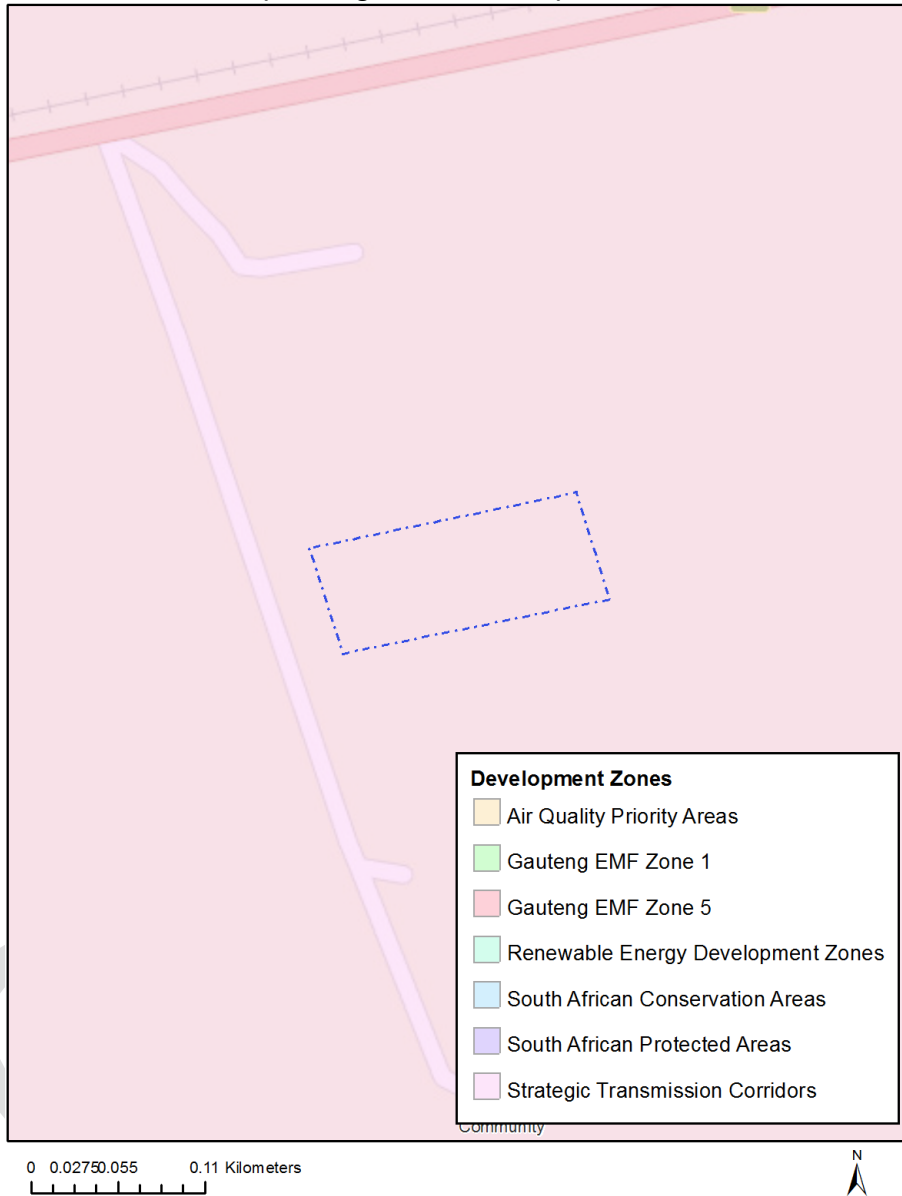 Development Zones
Air Quality Priority Areas
Gauteng EMF Zone 1
Gauteng EMF Zone 5
Renewable Energy Development Zones
South African Conservation Areas
South African Protected Areas
Strategic Transmission Corridors
Community
0 0.0275 0.055 0.11 Kilometers
N